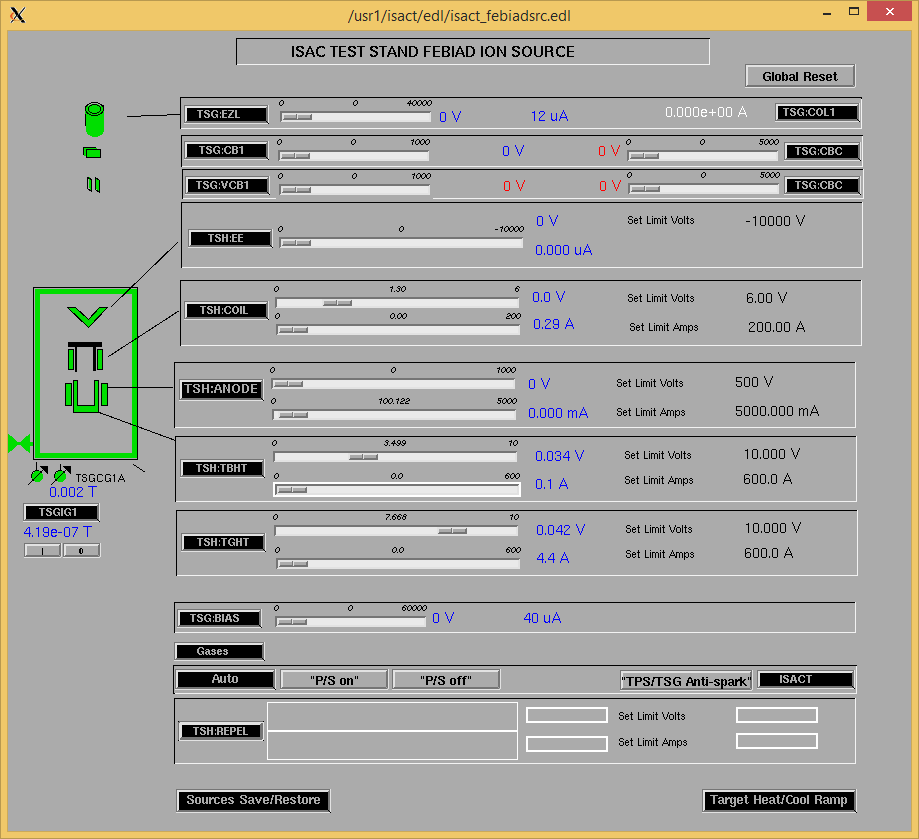 /usr1/isact/edl/isact_febiadsrc.edl
ISAC TEST STAND FEBIAD ION SOURCE
Global Reset
TSG:EZL 0 0 40000 0 V 12 uA 0.000e+00 A TSG:COL1
TSG:CB1 0 0 1000 0 V 0 V 0 0 5000 TSG:CBC
TSG:VCB1 0 0 1000 0 V 0 V 0 0 5000 TSG:CBC
TSH:EE 0 0 -10000 0 V Set Limit Volts -10000 V
0.000 uA
TSH:COIL 0 1.30 6 0.0 V Set Limit Volts 6.00 V
0 0.00 200 0.29 A Set Limit Amps 200.00 A
TSH:ANODE 0 0 1000 0 V Set Limit Volts 500 V
0 100.122 5000 0.000 mA Set Limit Amps 5000.000 mA
TSH:TBHT 0 3.499 10 0.034 V Set Limit Volts 10.000 V
0 0.0 600 0.1 A Set Limit Amps 600.0 A
TSGCG1A
0.002 T
TSGIG1
4.19e-07 T
I 0
TSH:TGHT 0 7.668 10 0.042 V Set Limit Volts 10.000 V
0 0.0 600 4.4 A Set Limit Amps 600.0 A
TSG:BIAS 0 0 60000 0 V 40 uA
Gases
Auto "P/S on" "P/S off" "TPS/TSG Anti-spark" ISACT
TSH:REPEL Set Limit Volts
Set Limit Amps
Sources Save/Restore Target Heat/Cool Ramp